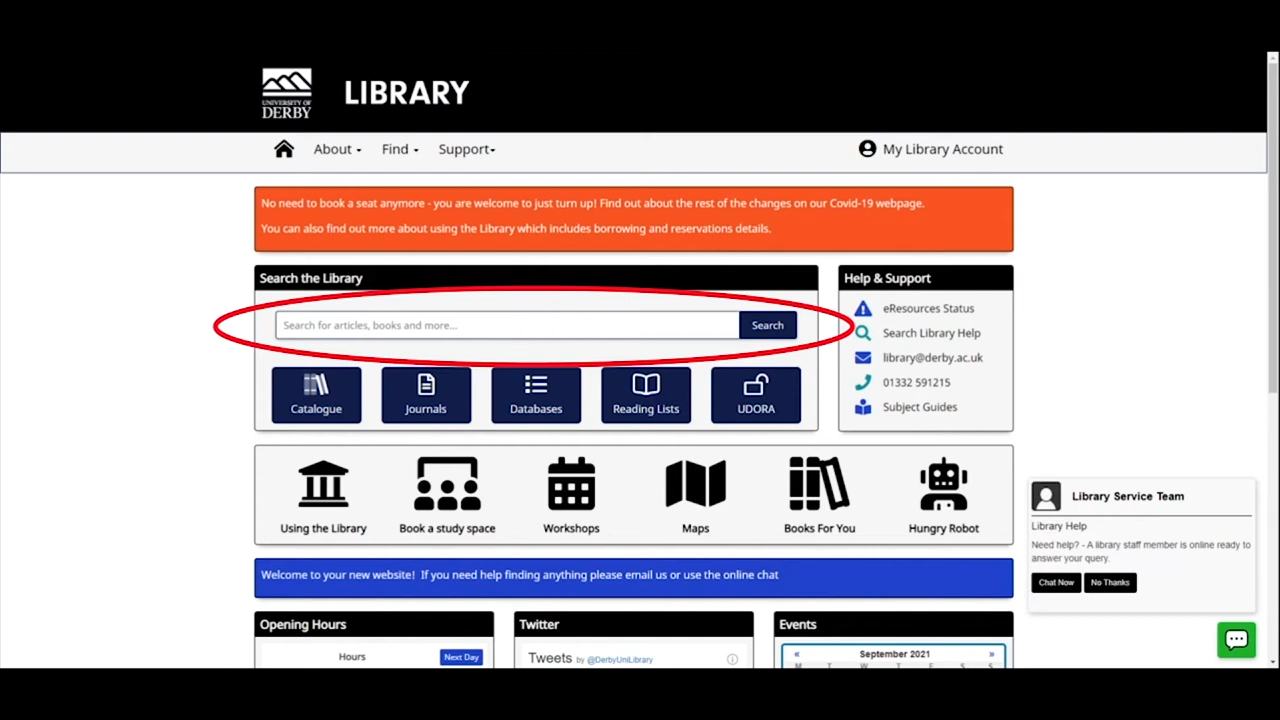 UNIVERSITY OF
DERBY
LIBRARY
About
Find
Support
My Library Account
No need to book a seat anymore - you are welcome to just turn up! Find out about the rest of the changes on our Covid-19 webpage.
You can also find out more about using the Library which includes borrowing and reservations details.
Search the Library
Search for articles, books and more...
Search
Catalogue
Journals
Databases
Reading Lists
UDORA
Help & Support
eResources Status
Search Library Help
library@derby.ac.uk
01332 591215
Subject Guides
Using the Library
Book a study space
Workshops
Maps
Books For You
Hungry Robot
Library Service Team
Library Help
Need help? - A library staff member is online ready to
answer your query.
Chat Now
No Thanks
Welcome to your new website! If you need help finding anything please email us or use the online chat
Opening Hours
Hours
Next Day
Twitter
Tweets by @DerbyUniLibrary
Events
« September 2021 »
M T W T F S S